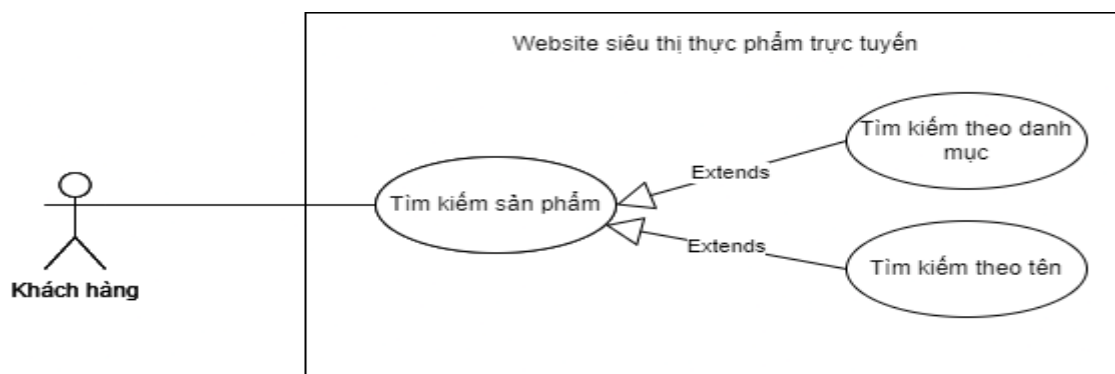 Website siêu thị thực phẩm trực tuyến
Tìm kiếm theo danh
mục
Extends
Tìm kiếm sản phẩm
Extends
Tìm kiếm theo tên
Khách hàng